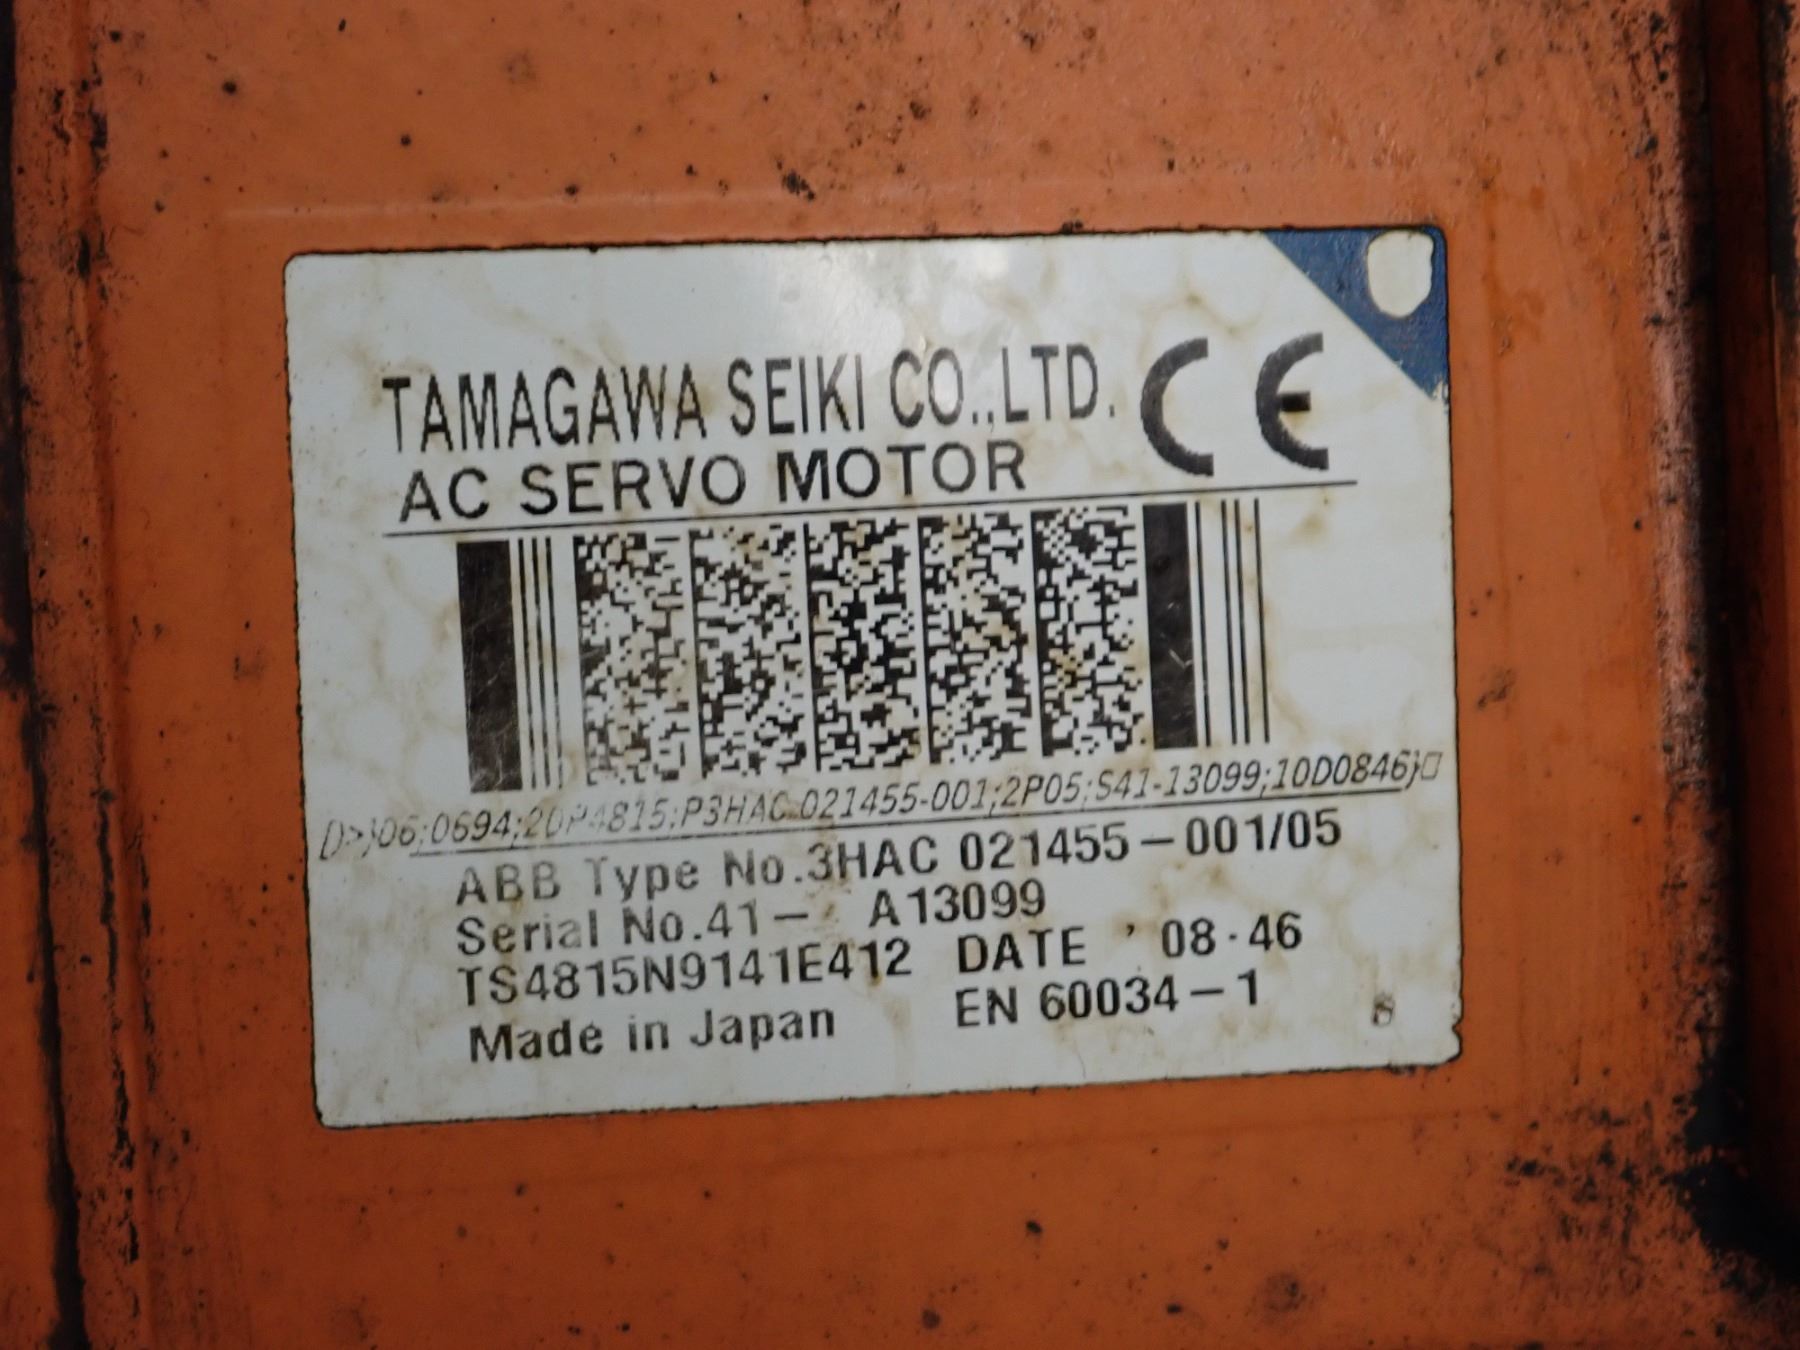 TAMAGAWA SEIKI CO.,LTD. CE
AC SERVO MOTOR
D>}06;0694;20P4815;P3HAC 021455-001;2P05;S41-13099;10D0846}□
ABB Type No.3HAC 021455-001/05
Serial No.41- A13099
TS4815N9141E412 DATE '08·46
Made in Japan EN 60034-1
8